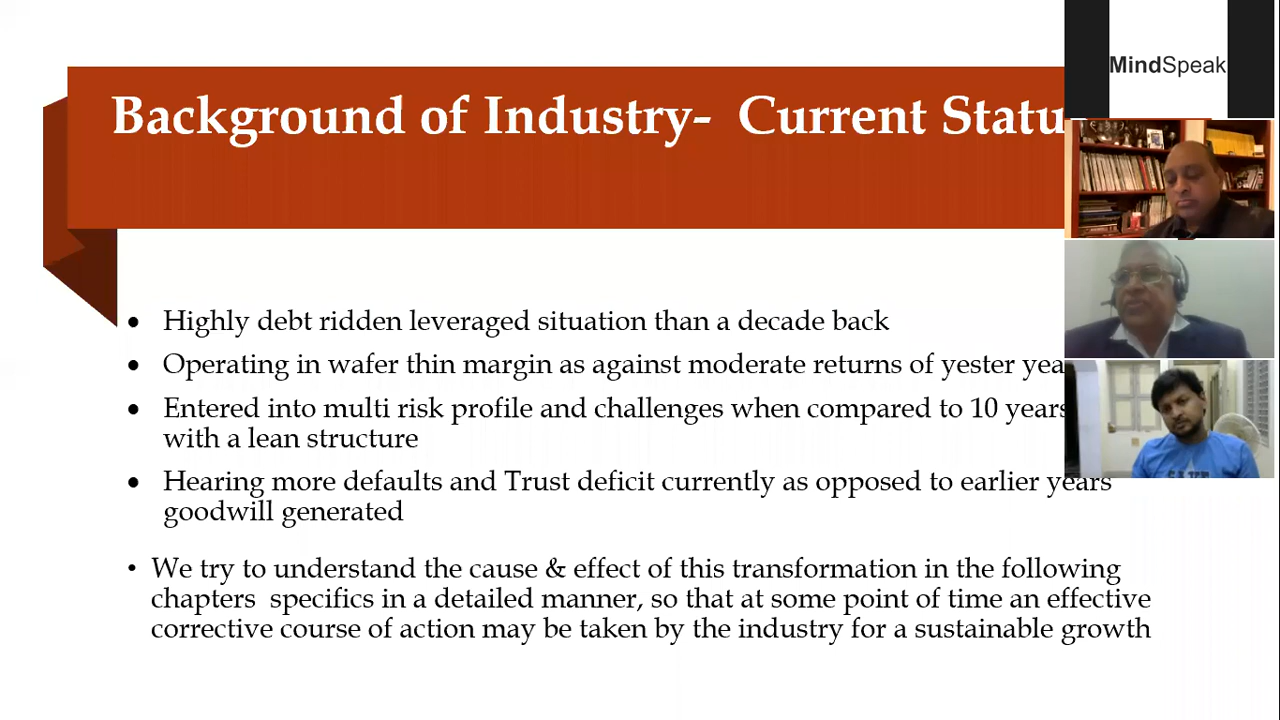 MindSpeak
Background of Industry- Current Statu
• Highly debt ridden leveraged situation than a decade back
• Operating in wafer thin margin as against moderate returns of yester yea
• Entered into multi risk profile and challenges when compared to 10 years
with a lean structure
• Hearing more defaults and Trust deficit currently as opposed to earlier years
goodwill generated
• We try to understand the cause & effect of this transformation in the following
chapters specifics in a detailed manner, so that at some point of time an effective
corrective course of action may be taken by the industry for a sustainable growth